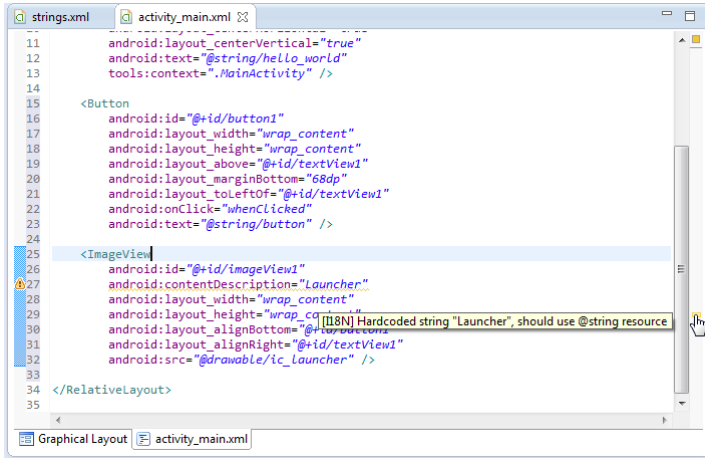 strings.xml
activity_main.xml
11 android:layout_centerVertical="true"
12 android:text="@string/hello_world"
13 tools:context=".MainActivity" />
14
15 <Button
16 android:id="@+id/button1"
17 android:layout_width="wrap_content"
18 android:layout_height="wrap_content"
19 android:layout_above="@+id/textView1"
20 android:layout_marginBottom="68dp"
21 android:layout_toLeftOf="@+id/textView1"
22 android:onClick="whenClicked"
23 android:text="@string/button" />
24
25 <ImageView
26 android:id="@+id/imageView1"
27 android:contentDescription="Launcher"
28 android:layout_width="wrap_content"
29 android:layout_height="wrap_co
[I18N] Hardcoded string "Launcher", should use @string resource
30 android:layout_alignBottom="@+id/button1"
31 android:layout_alignRight="@+id/textView1"
32 android:src="@drawable/ic_launcher" />
33
34 </RelativeLayout>
35
Graphical Layout
activity_main.xml